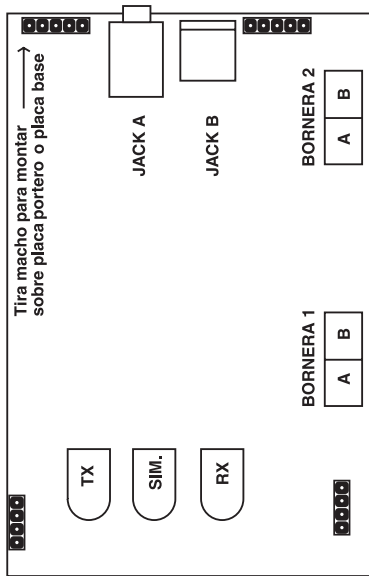 Tira macho para montar
sobre placa portero o placa base
JACK A
JACK B
BORNERA 2
A B
BORNERA 1
A B
TX
SIM.
RX